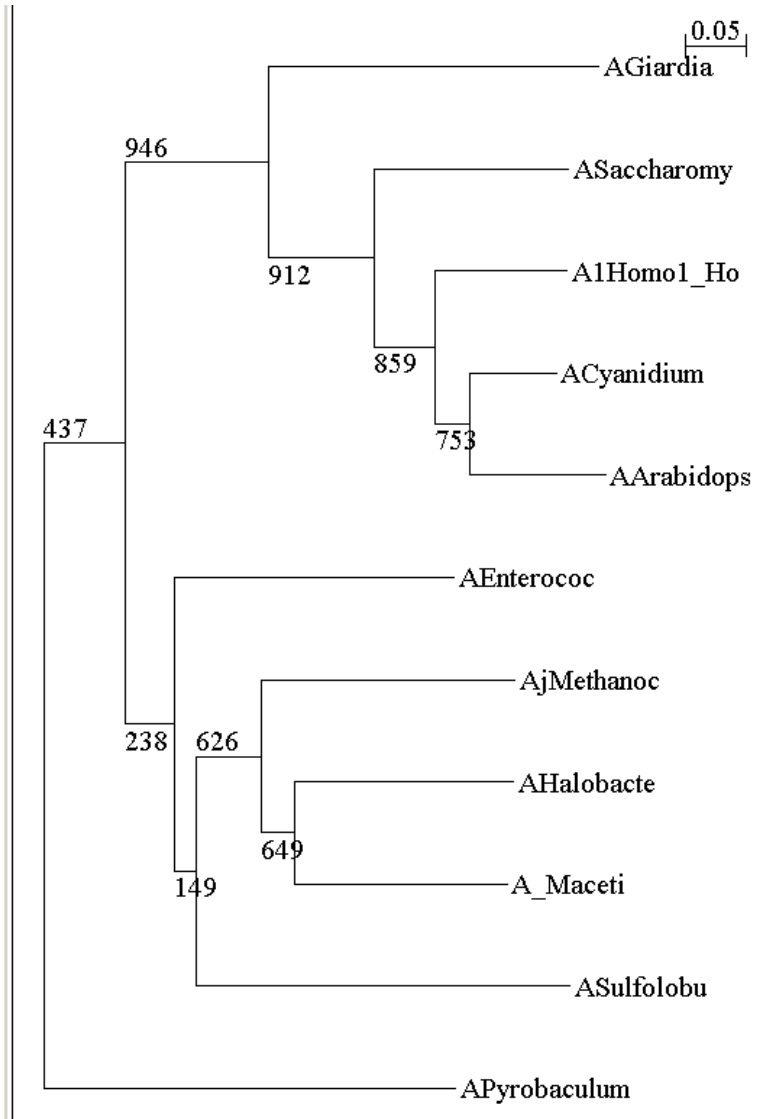 0.05
AGiardia
946
ASaccharomy
912
A1Homo1_Ho
859
ACyanidium
437
753
AArabidops
AEnterococ
AjMethanoc
238
626
AHalobacte
649
149
A_Maceti
ASulfolobu
APyrobaculum